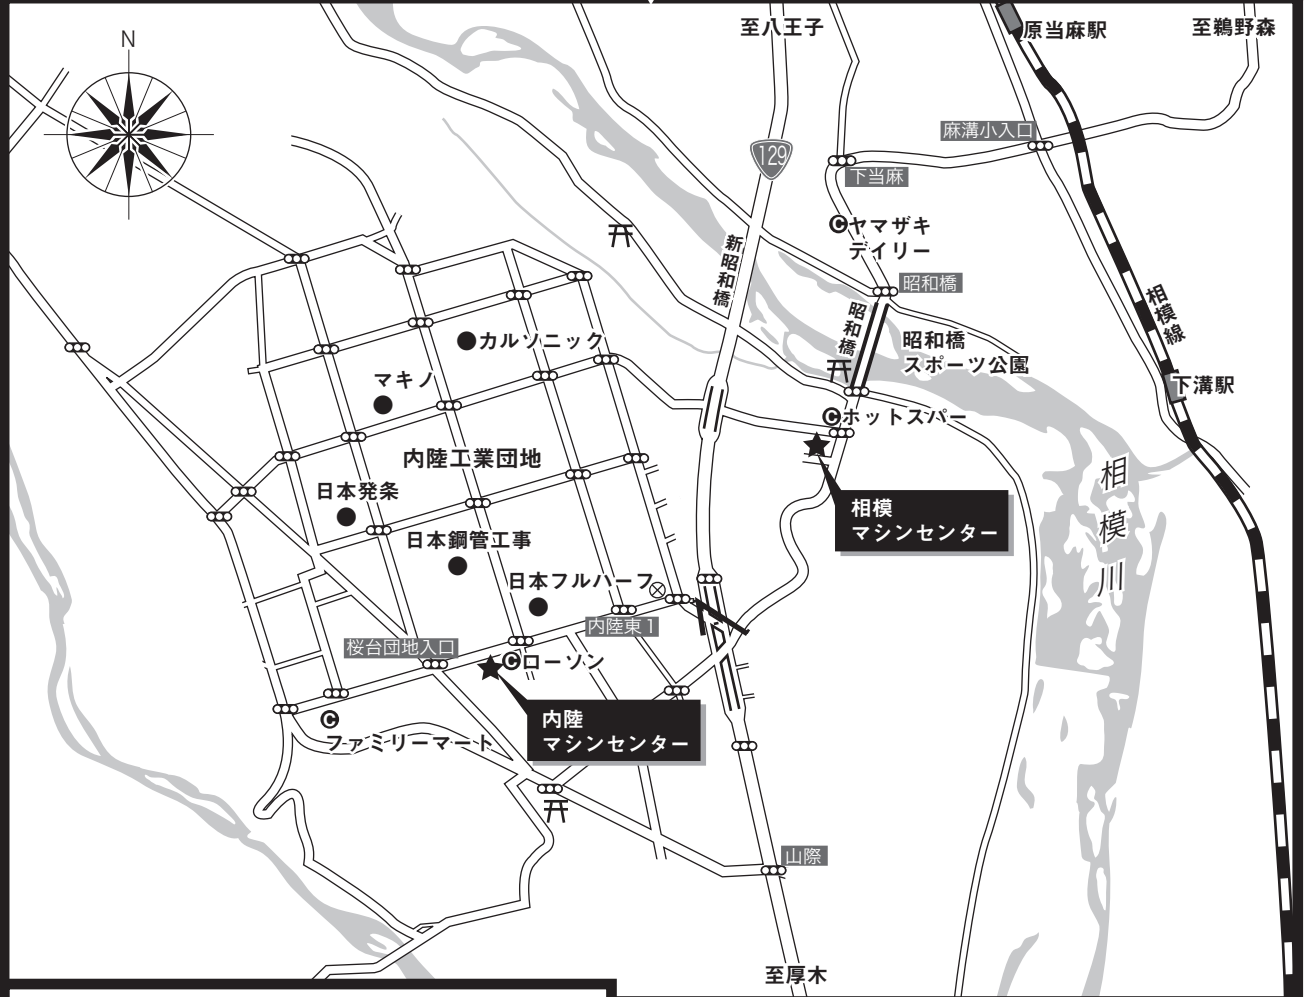 至八王子
原当麻駅
至鵜野森
N
麻溝小入口
129
下当麻
C ヤマザキ
デイリー
新昭和橋
昭和橋
昭和橋
昭和橋
スポーツ公園
相模線
カルソニック
マキノ
下溝駅
C ホットスパー
内陸工業団地
相模川
日本発条
相模
マシンセンター
日本鋼管工事
日本フルハーフ
内陸東1
桜台団地入口
C ローソン
内陸
マシンセンター
C
ファミリーマート
山際
至厚木